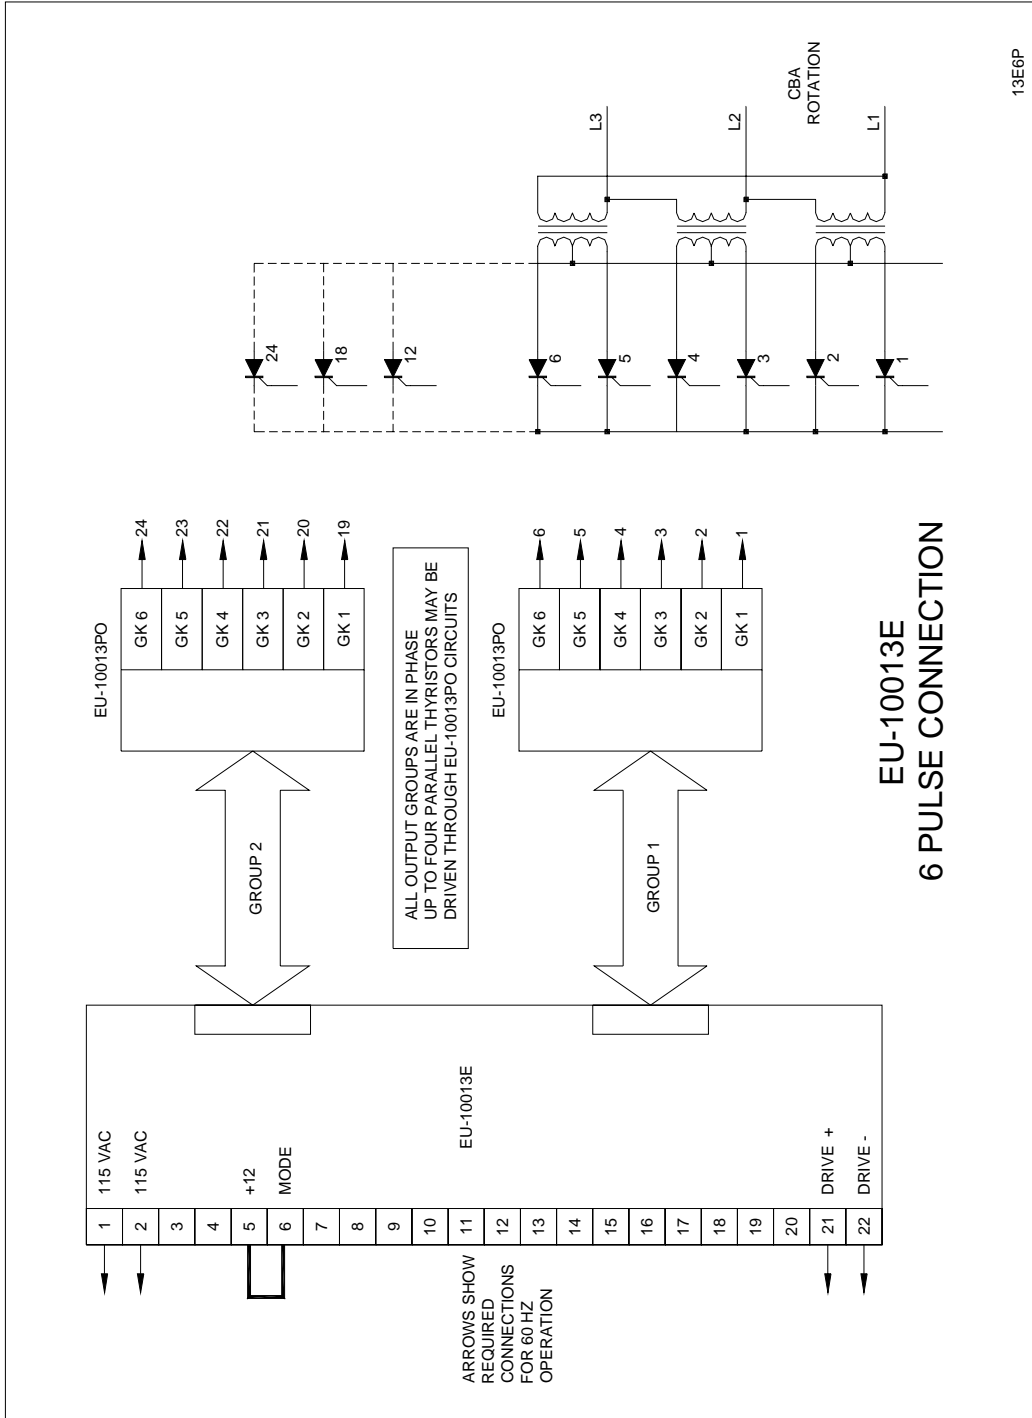 1
2
3
4
5
6
7
8
9
10
11
12
13
14
15
16
17
18
19
20
21
22
115 VAC
115 VAC
+12
MODE
DRIVE +
DRIVE -
EU-10013E
ARROWS SHOW
REQUIRED
CONNECTIONS
FOR 60 HZ
OPERATION
GROUP 2
GROUP 1
EU-10013PO
GK 6
GK 5
GK 4
GK 3
GK 2
GK 1
24
23
22
21
20
19
ALL OUTPUT GROUPS ARE IN PHASE
UP TO FOUR PARALLEL THYRISTORS MAY BE
DRIVEN THROUGH EU-10013PO CIRCUITS
EU-10013PO
GK 6
GK 5
GK 4
GK 3
GK 2
GK 1
6
5
4
3
2
1
24
18
12
6
5
4
3
2
1
L3
L2
L1
CBA
ROTATION
EU-10013E
6 PULSE CONNECTION
13E6P